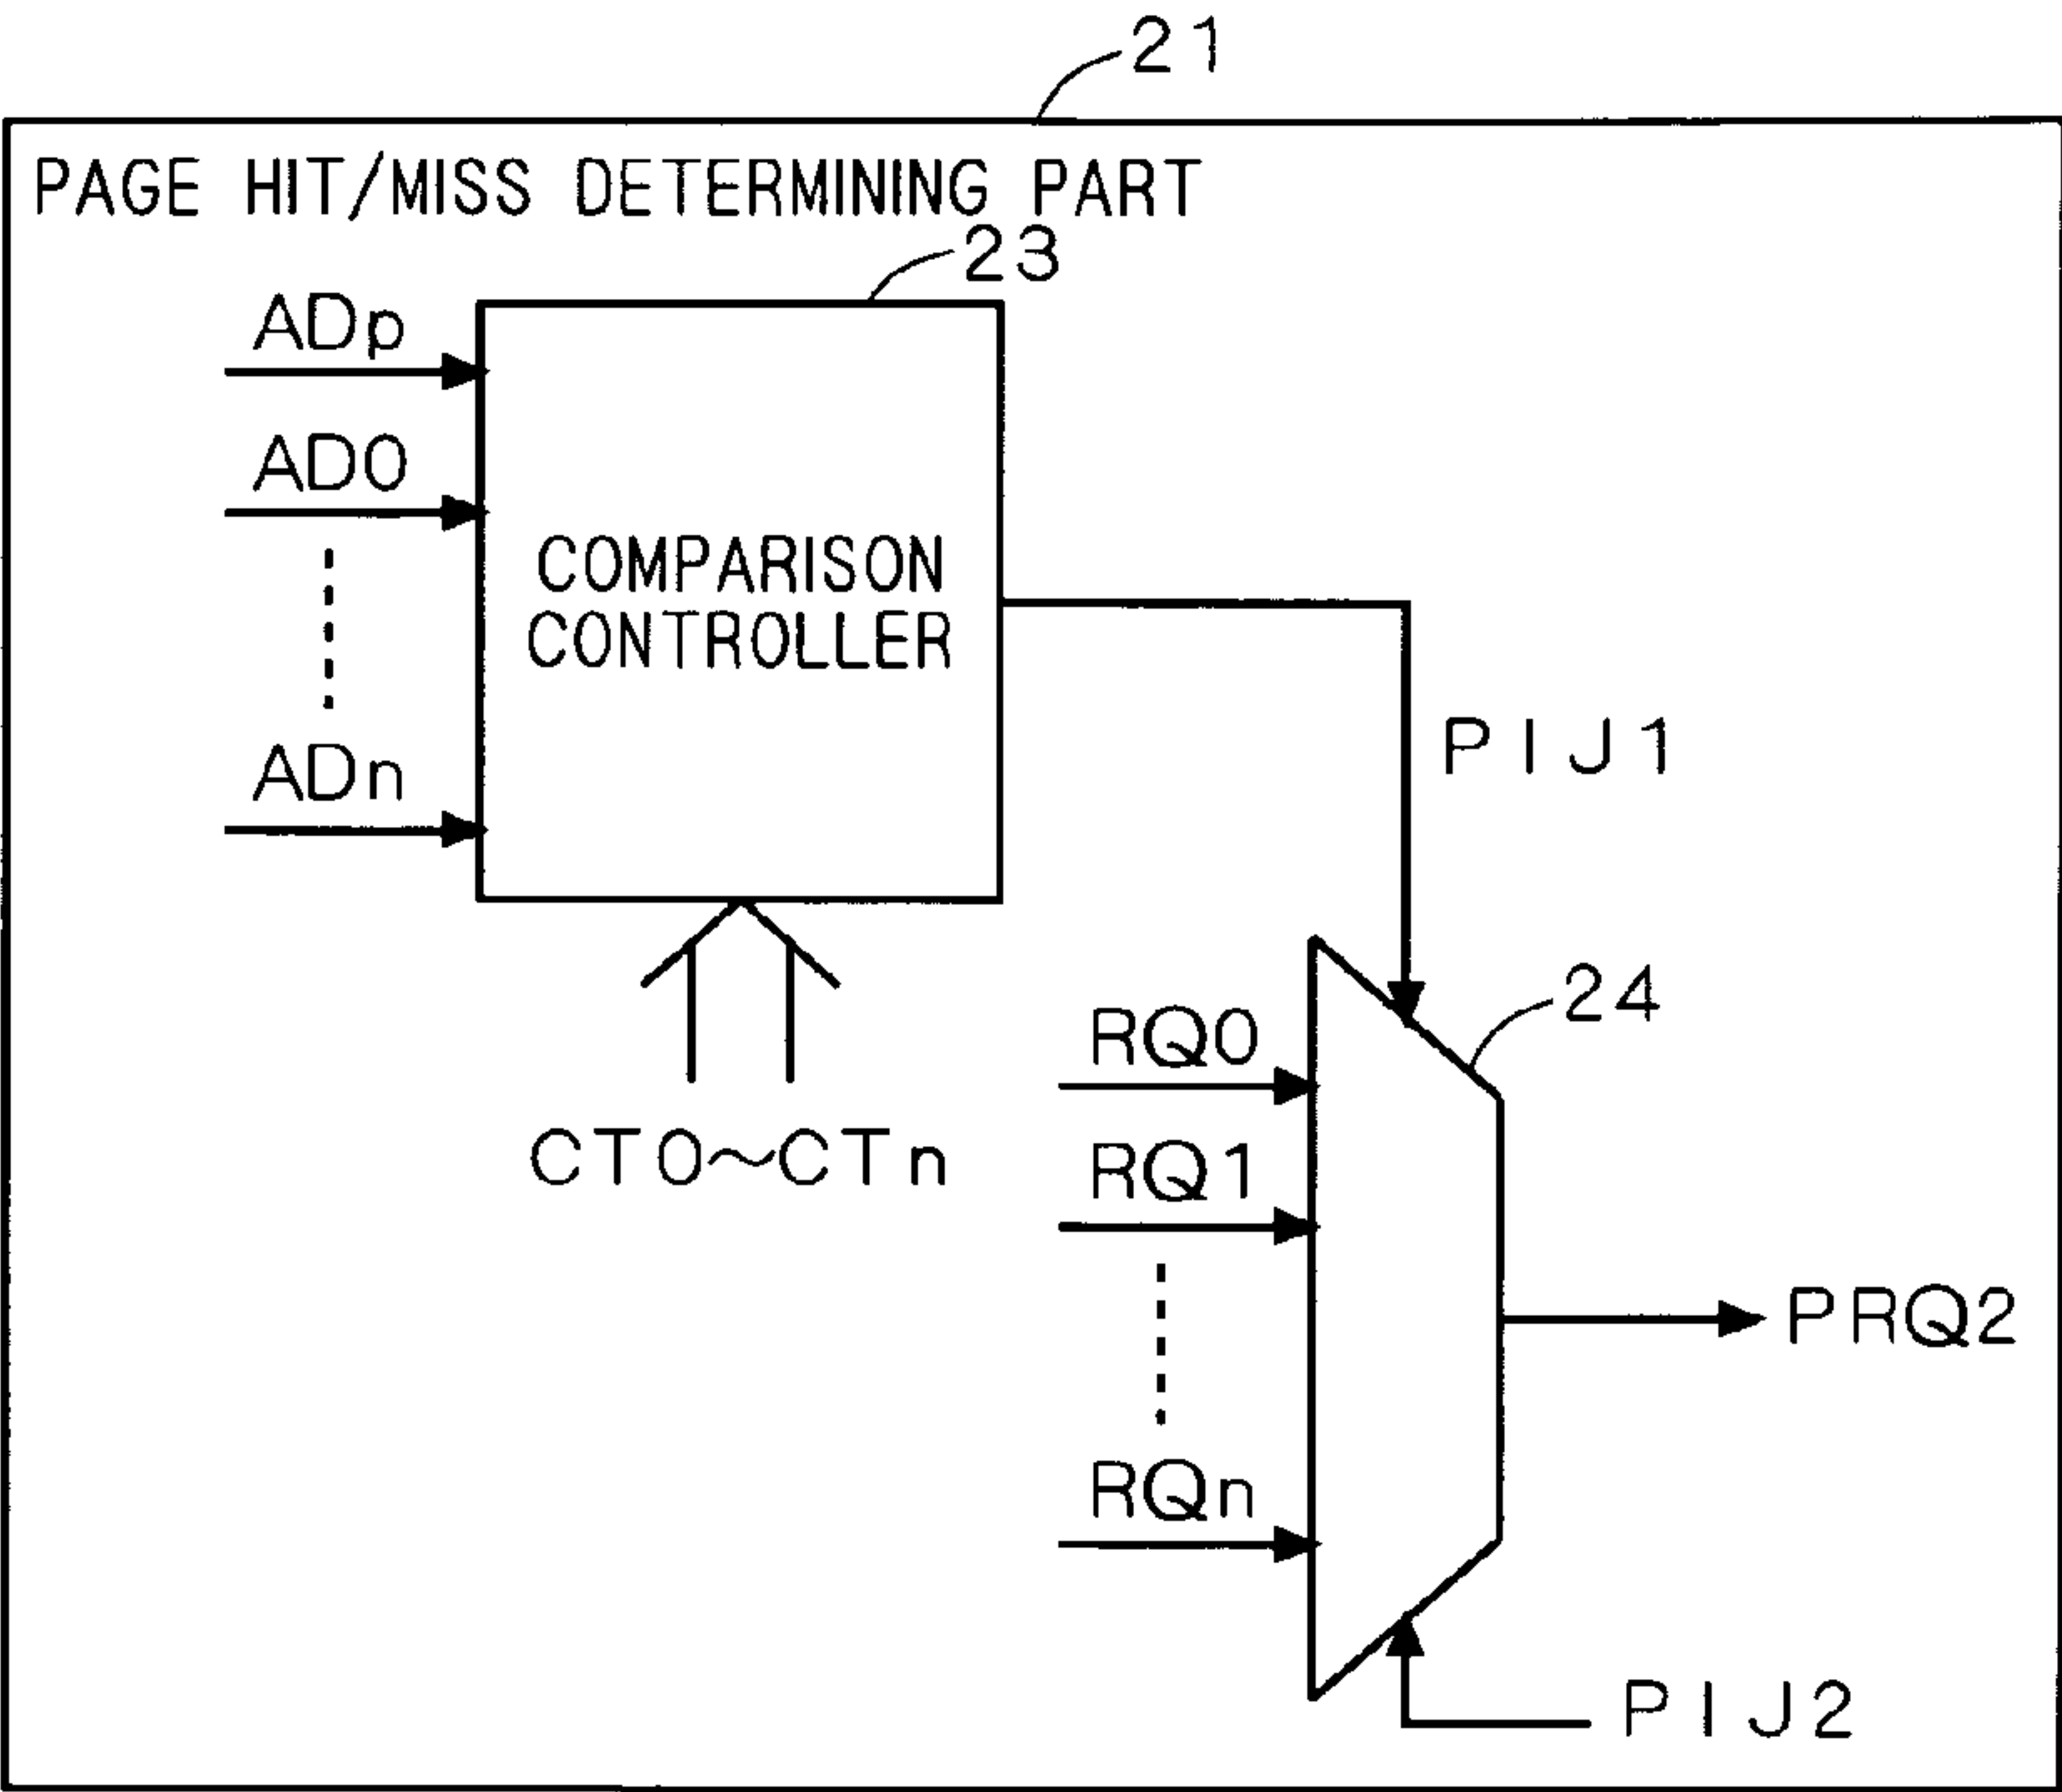 21
PAGE HIT/MISS DETERMINING PART
23
ADp
AD0
COMPARISON
CONTROLLER
PIJ1
ADn
24
RQ0
CT0~CTn
RQ1
PRQ2
RQn
PIJ2